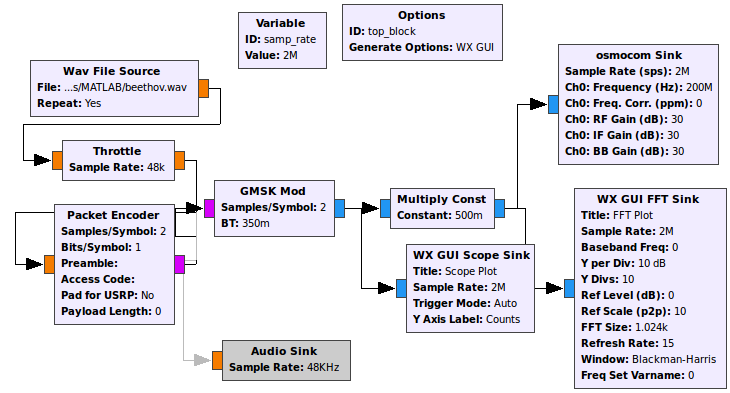 Variable
ID: samp_rate
Value: 2M
Options
ID: top_block
Generate Options: WX GUI
Wav File Source
File: ...s/MATLAB/beethov.wav
Repeat: Yes
osmocom Sink
Sample Rate (sps): 2M
Ch0: Frequency (Hz): 200M
Ch0: Freq. Corr. (ppm): 0
Ch0: RF Gain (dB): 30
Ch0: IF Gain (dB): 30
Ch0: BB Gain (dB): 30
Throttle
Sample Rate: 48k
Packet Encoder
Samples/Symbol: 2
Bits/Symbol: 1
Preamble:
Access Code:
Pad for USRP: No
Payload Length: 0
GMSK Mod
Samples/Symbol: 2
BT: 350m
Multiply Const
Constant: 500m
WX GUI Scope Sink
Title: Scope Plot
Sample Rate: 2M
Trigger Mode: Auto
Y Axis Label: Counts
WX GUI FFT Sink
Title: FFT Plot
Sample Rate: 2M
Baseband Freq: 0
Y per Div: 10 dB
Y Divs: 10
Ref Level (dB): 0
Ref Scale (p2p): 10
FFT Size: 1.024k
Refresh Rate: 15
Window: Blackman-Harris
Freq Set Varname: 0
Audio Sink
Sample Rate: 48KHz